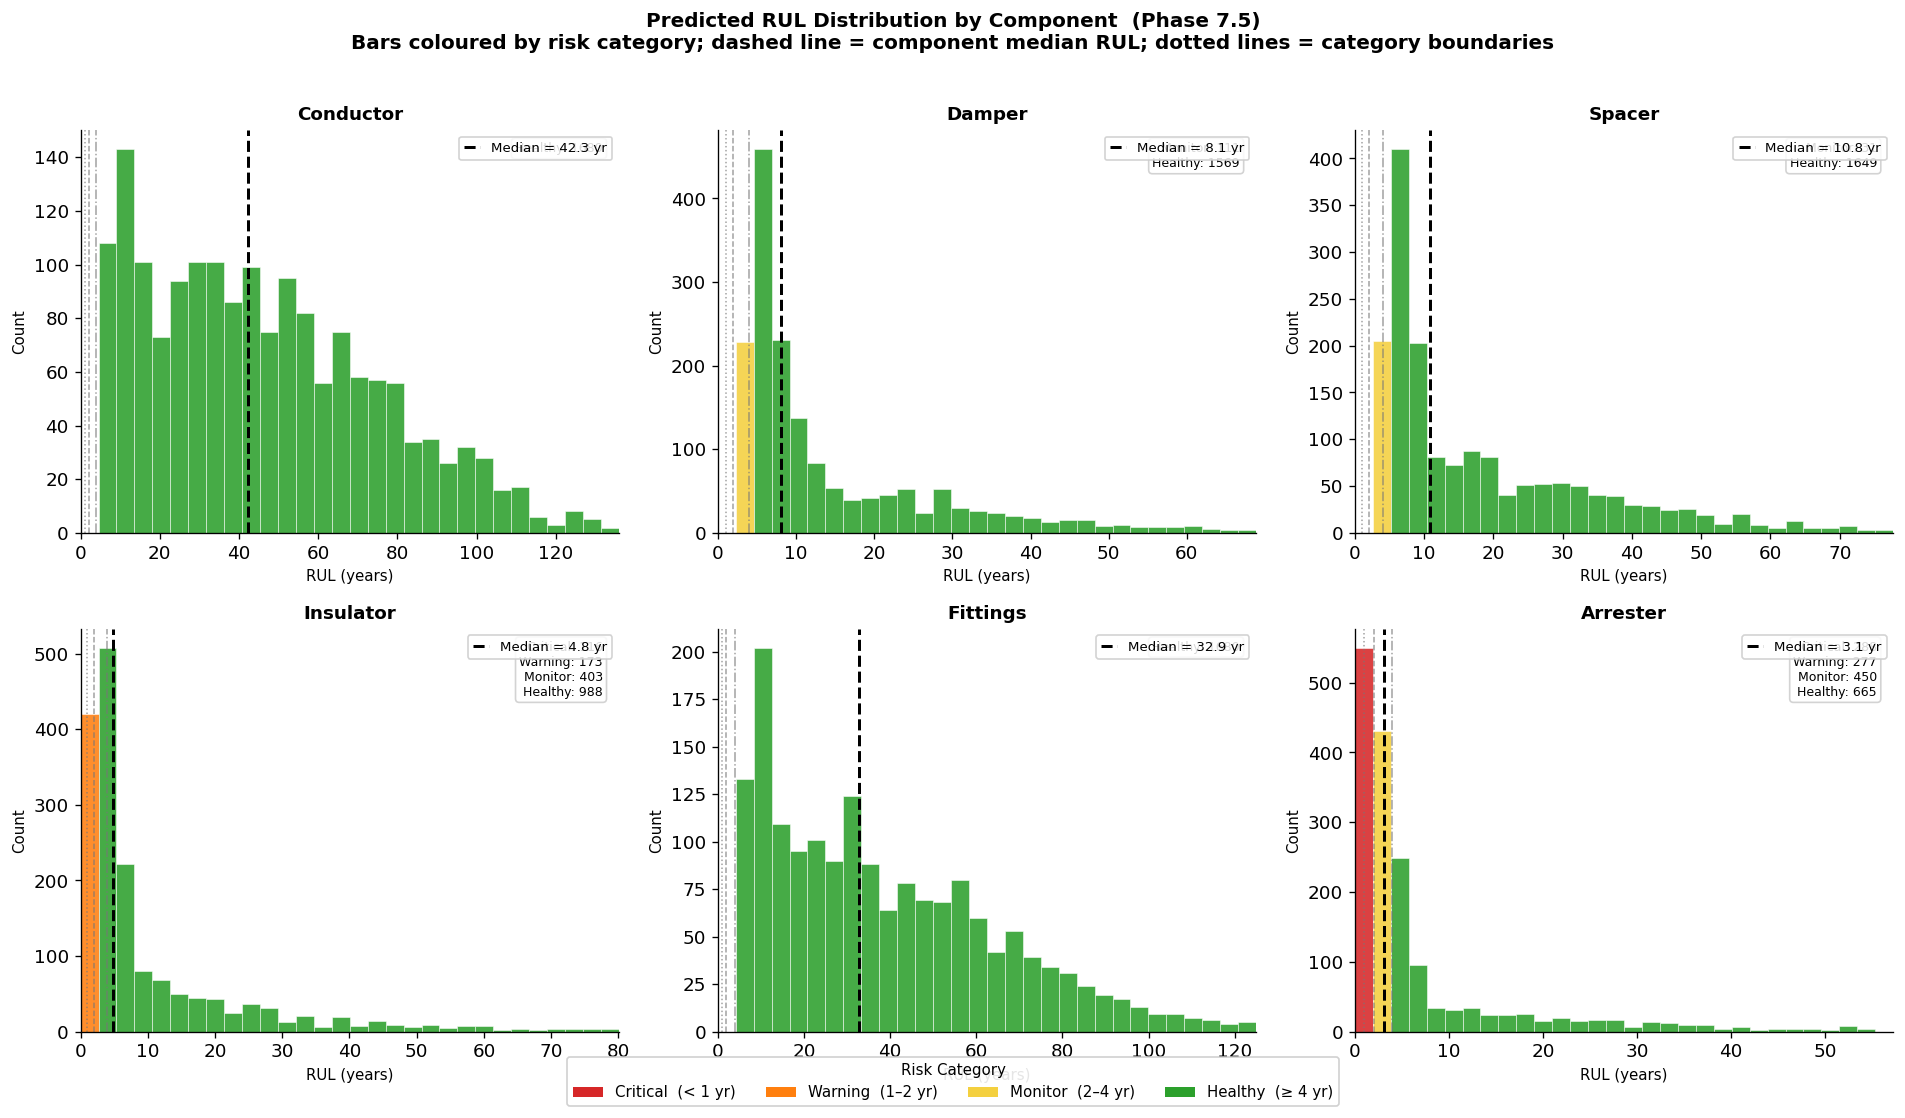 Predicted RUL Distribution by Component (Phase 7.5)
Bars coloured by risk category; dashed line = component median RUL; dotted lines = category boundaries
Conductor
Median = 42.3 yr
Count
140
120
100
80
60
40
20
0
0 20 40 60 80 100 120
RUL (years)
Damper
Median = 8.1 yr
Healthy: 1569
Count
400
300
200
100
0
0 10 20 30 40 50 60
RUL (years)
Spacer
Median = 10.8 yr
Healthy: 1649
Count
400
350
300
250
200
150
100
50
0
0 10 20 30 40 50 60 70
RUL (years)
Insulator
Median = 4.8 yr
Warning: 173
Monitor: 403
Healthy: 988
Count
500
400
300
200
100
0
0 10 20 30 40 50 60 70 80
RUL (years)
Fittings
Median = 32.9 yr
Count
200
175
150
125
100
75
50
25
0
0 20 40 60 80 100 120
RUL (years)
Arrester
Median = 3.1 yr
Warning: 277
Monitor: 450
Healthy: 665
Count
500
400
300
200
100
0
0 10 20 30 40 50
RUL (years)
Risk Category
Critical (< 1 yr) Warning (1–2 yr) Monitor (2–4 yr) Healthy (≥ 4 yr)